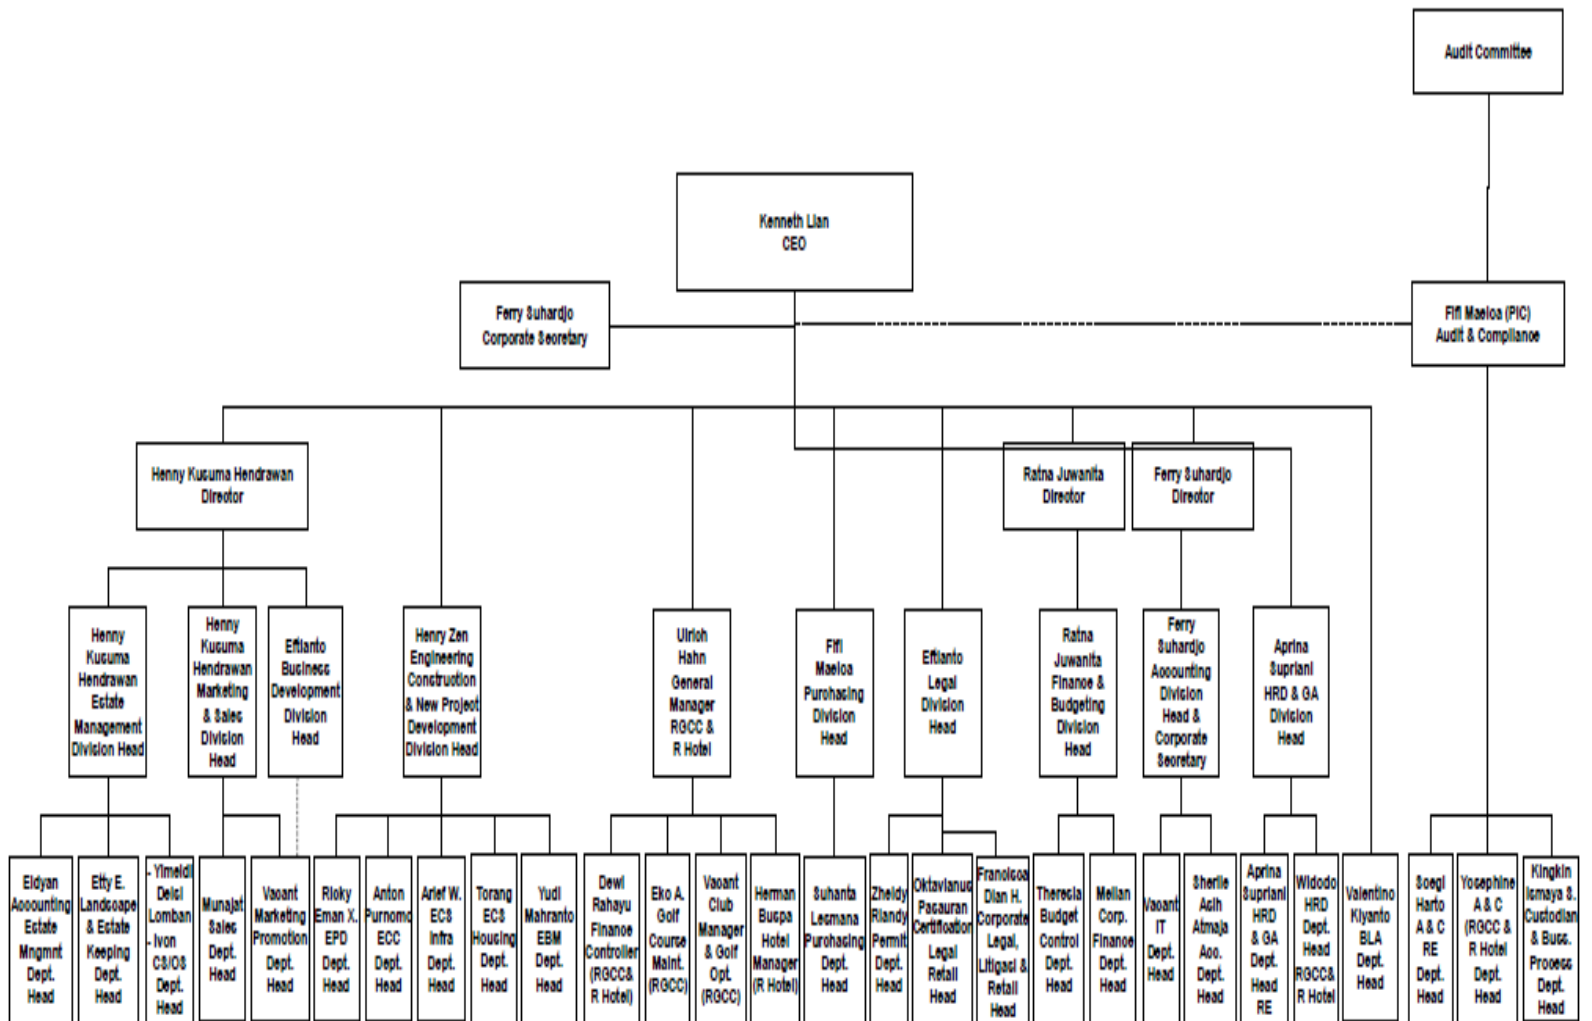 Audit Committee
Kenneth Lian
CEO
Ferry Suhardjo
Corporate Secretary
Fifi Maeloa (PIC)
Audit & Compliance
Henny Kusuma Hendrawan
Director
Ratna Juwanita
Director
Ferry Suhardjo
Director
Henny
Kusuma
Hendrawan
Estate
Management
Division Head
Henny
Kusuma
Hendrawan
Marketing
& Sales
Division
Head
Eftianto
Business
Development
Division
Head
Henry Zen
Engineering
Construction
& New Project
Development
Division Head
Ulrich
Hahn
General
Manager
RGCC &
R Hotel
Fifi
Maeloa
Purchasing
Division
Head
Eftianto
Legal
Division
Head
Ratna
Juwanita
Finance &
Budgeting
Division
Head
Ferry
Suhardjo
Accounting
Division
Head &
Corporate
Secretary
Aprina
Supriani
HRD & GA
Division
Head
Eldyan
Accounting
Estate
Mngmnt
Dept.
Head
Etty E.
Landscape
& Estate
Keeping
Dept.
Head
- Yimeldi
Deisi
Lomban
- Ivon
CS/OS
Dept.
Head
Munajat
Sales
Dept.
Head
Vacant
Marketing
Promotion
Dept.
Head
Ricky
Eman X.
EPD
Dept.
Head
Anton
Purnomo
ECC
Dept.
Head
Arief W.
ECS
Infra
Dept.
Head
Torang
ECS
Housing
Dept.
Head
Yudi
Mahranto
EBM
Dept.
Head
Dewi
Rahayu
Finance
Controller
(RGCC&
R Hotel)
Eko A.
Golf
Course
Maint.
(RGCC)
Vacant
Club
Manager
& Golf
Opt.
(RGCC)
Herman
Buspa
Hotel
Manager
(R Hotel)
Suhanta
Lesmana
Purchasing
Dept.
Head
Zheldy
Riandy
Permit
Dept.
Head
Oktavianus
Pasauran
Certification
Legal
Retail
Head
Francisca
Dian H.
Corporate
Legal,
Litigasi &
Retail
Head
Theresia
Budget
Control
Dept.
Head
Melian
Corp.
Finance
Dept.
Head
Vacant
IT
Dept.
Head
Sherlie
Asih
Atmaja
Acc.
Dept.
Head
Aprina
Supriani
HRD
& GA
Dept.
Head
RE
Widodo
HRD
Dept.
Head
RGCC&
R Hotel
Valentino
Kiyanto
BLA
Dept.
Head
Soegi
Harto
A & C
RE
Dept.
Head
Yosephine
A & C
(RGCC &
R Hotel
Dept.
Head
Kingkin
Ismaya S.
Custodian
& Buss.
Process
Dept.
Head